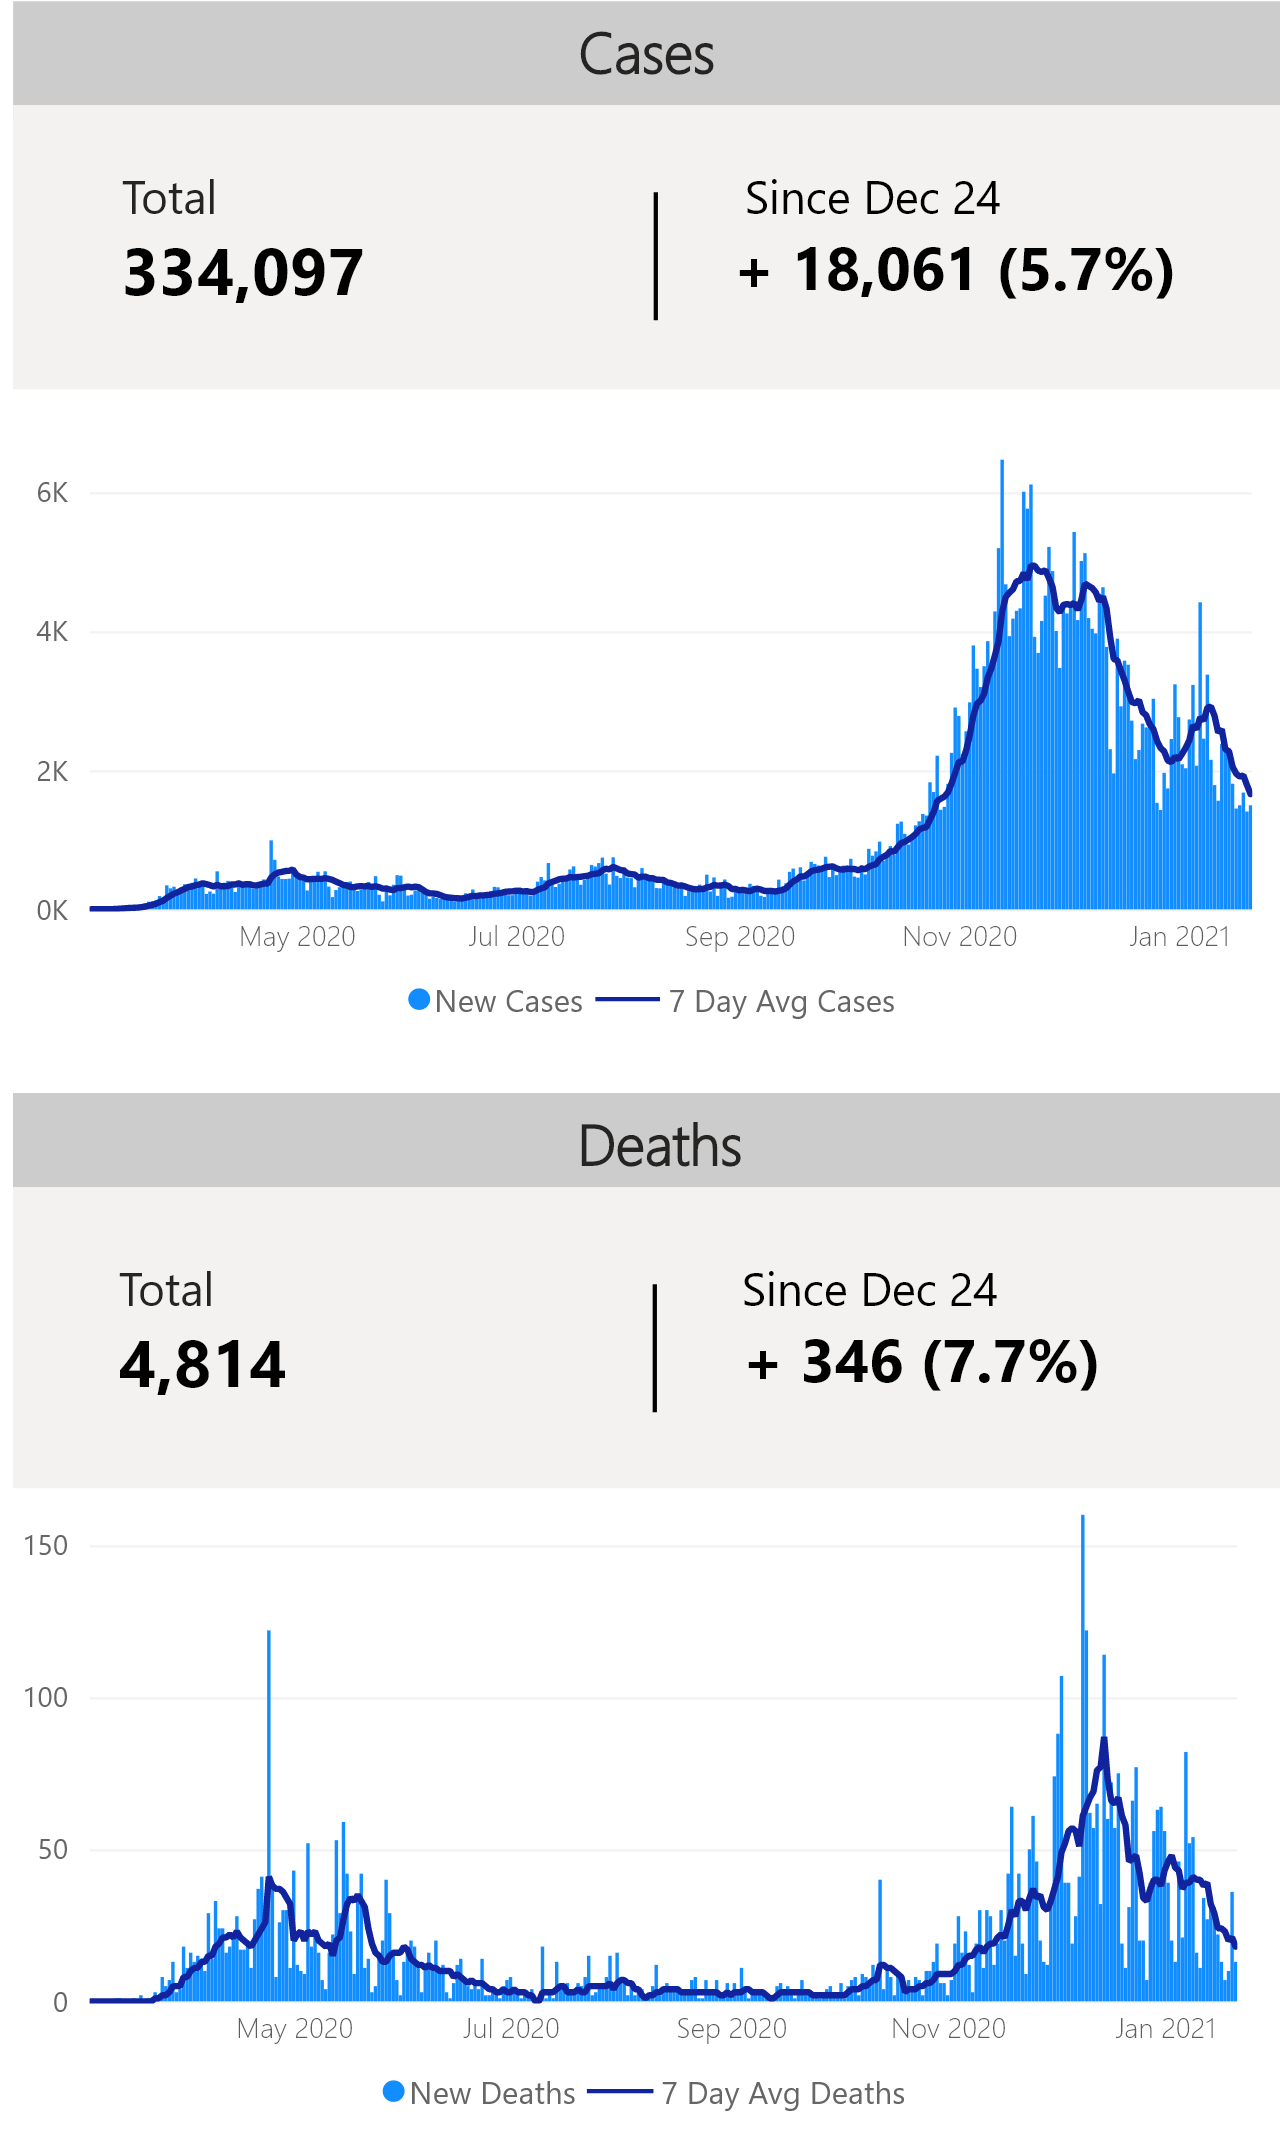 Cases
Total
Since Dec 24
334,097
+ 18,061 (5.7%)
6K
4K
2K
0K
May 2020
Jul 2020
Sep 2020
Nov 2020
Jan 2021
New Cases
7 Day Avg Cases
Deaths
Total
Since Dec 24
4,814
+ 346 (7.7%)
150
100
50
0
May 2020
Jul 2020
Sep 2020
Nov 2020
Jan 2021
New Deaths
7 Day Avg Deaths